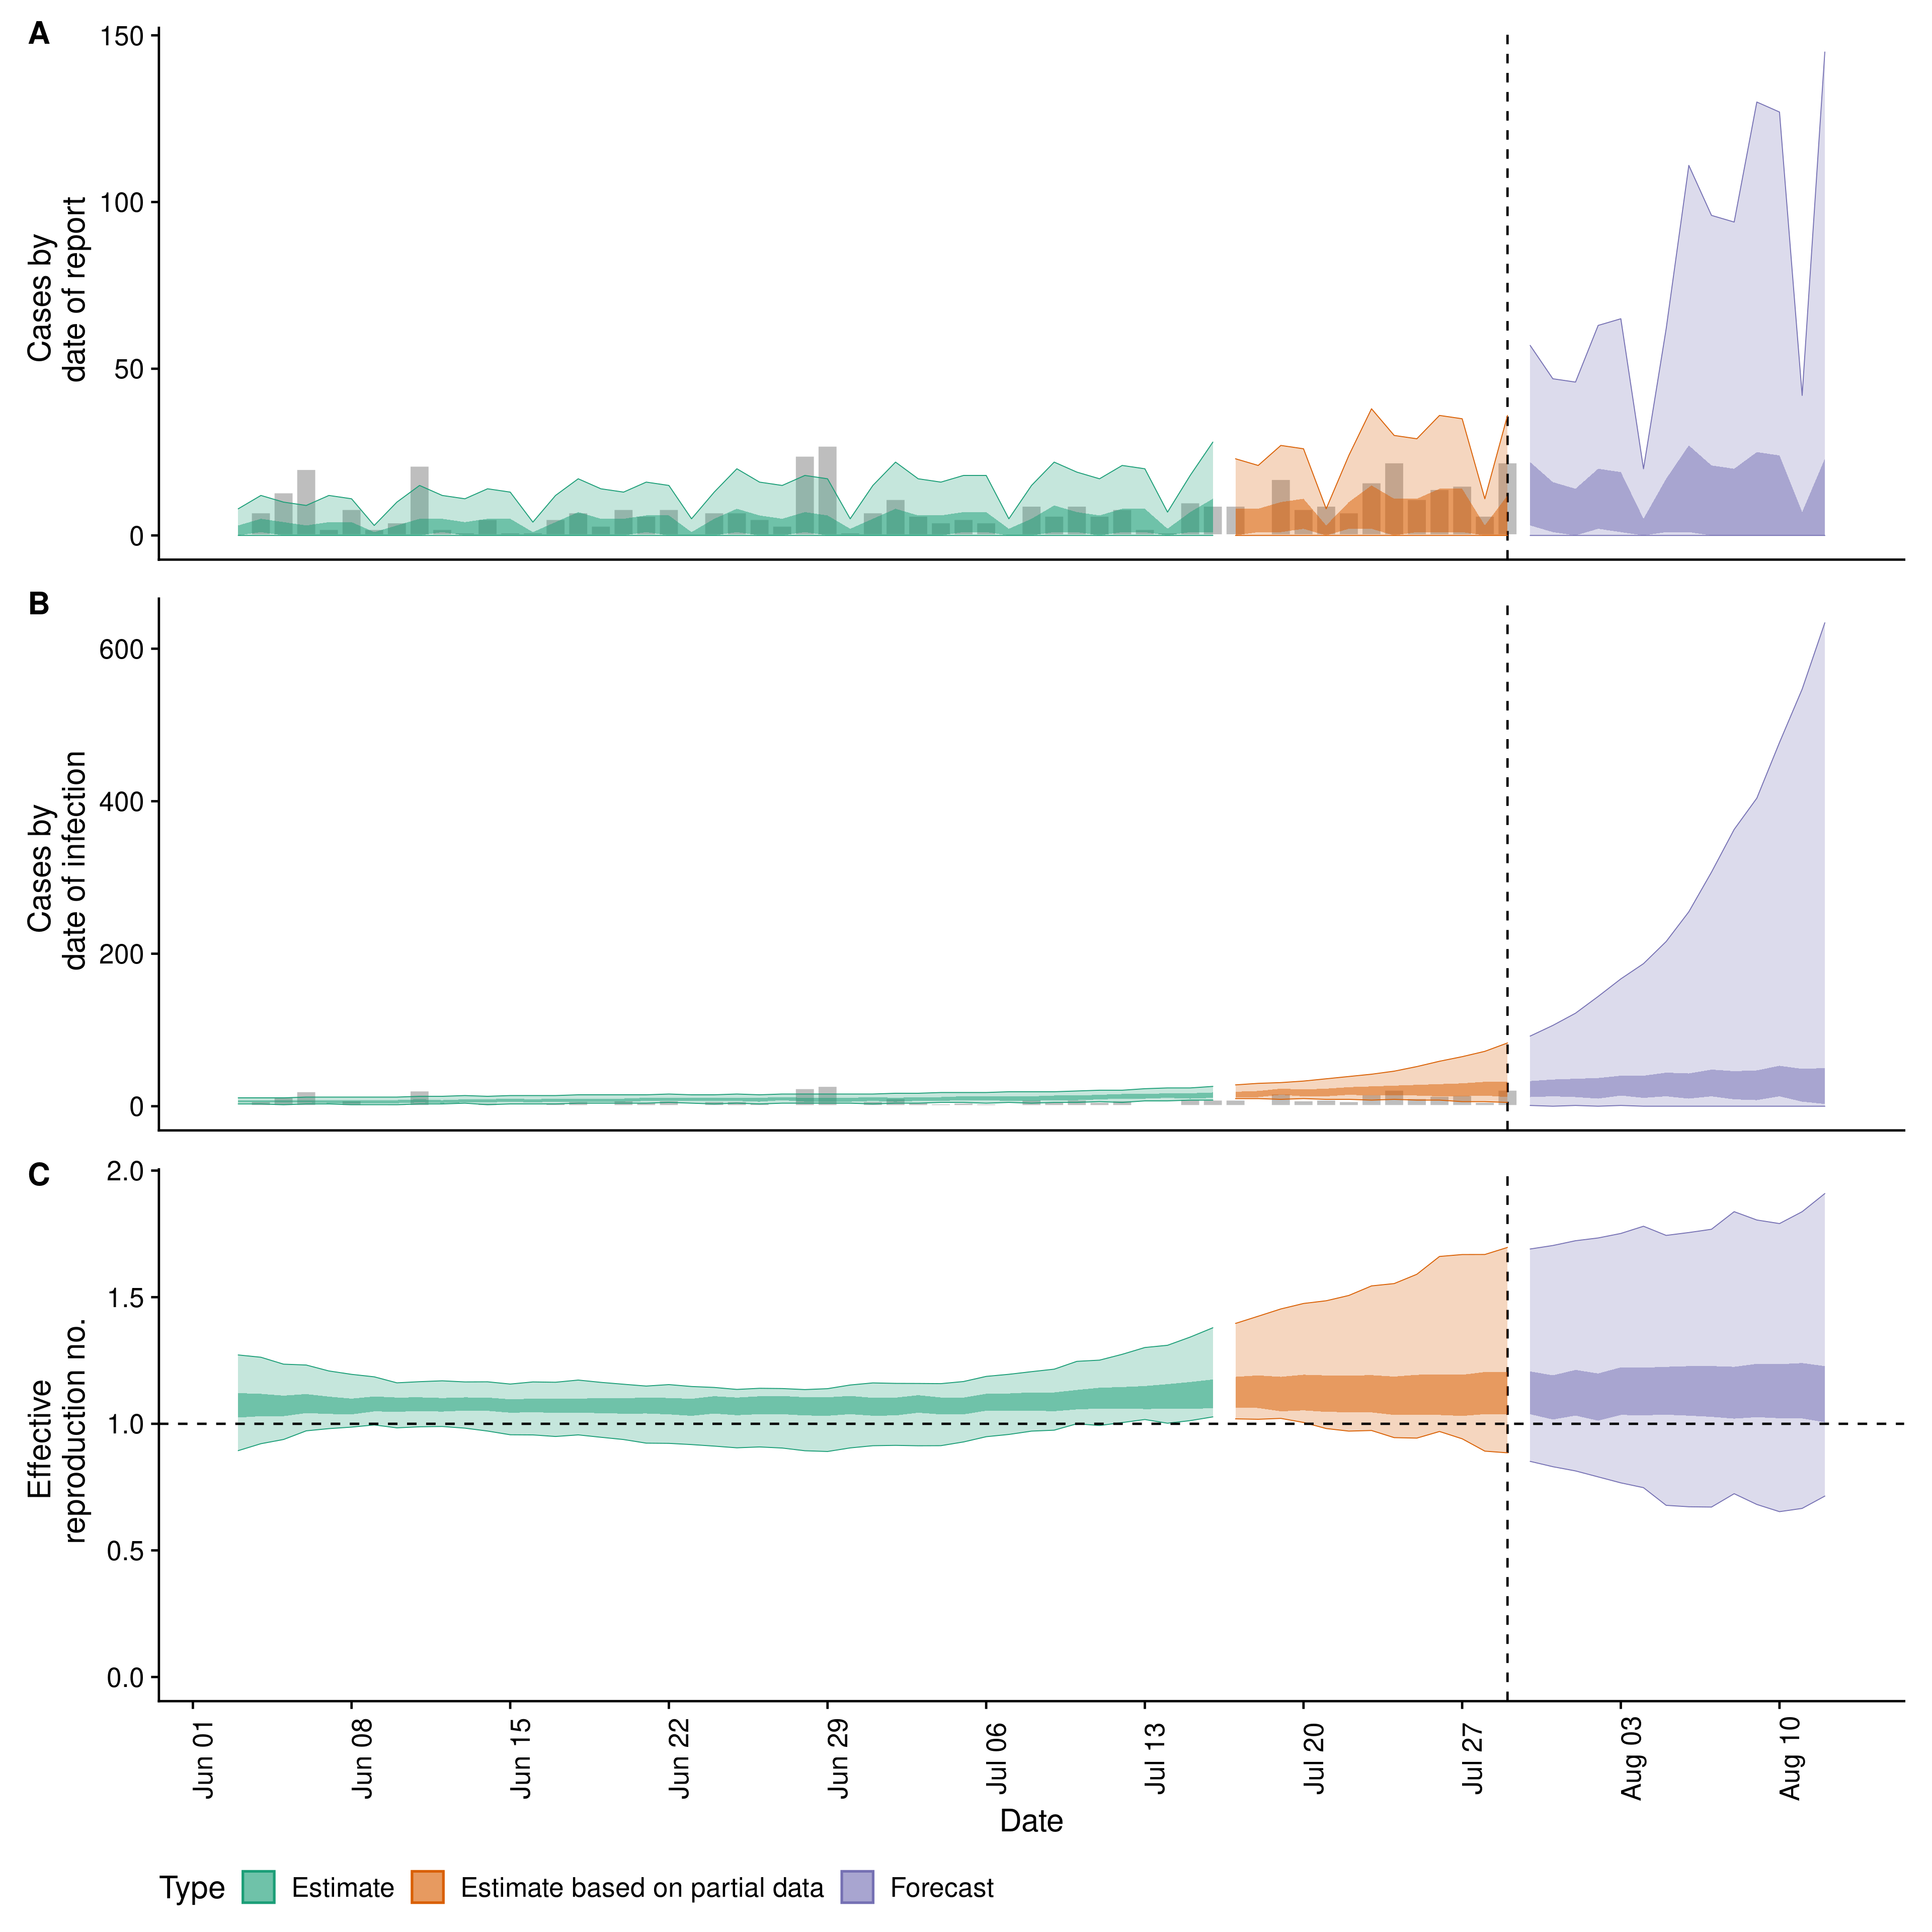 A
150
100
50
0
Cases by
date of report
B
600
400
200
0
Cases by
date of infection
C
2.0
1.5
1.0
0.5
0.0
Effective
reproduction no.
Jun 01
Jun 08
Jun 15
Jun 22
Jun 29
Jul 06
Jul 13
Jul 20
Jul 27
Aug 03
Aug 10
Date
Type Estimate Estimate based on partial data Forecast